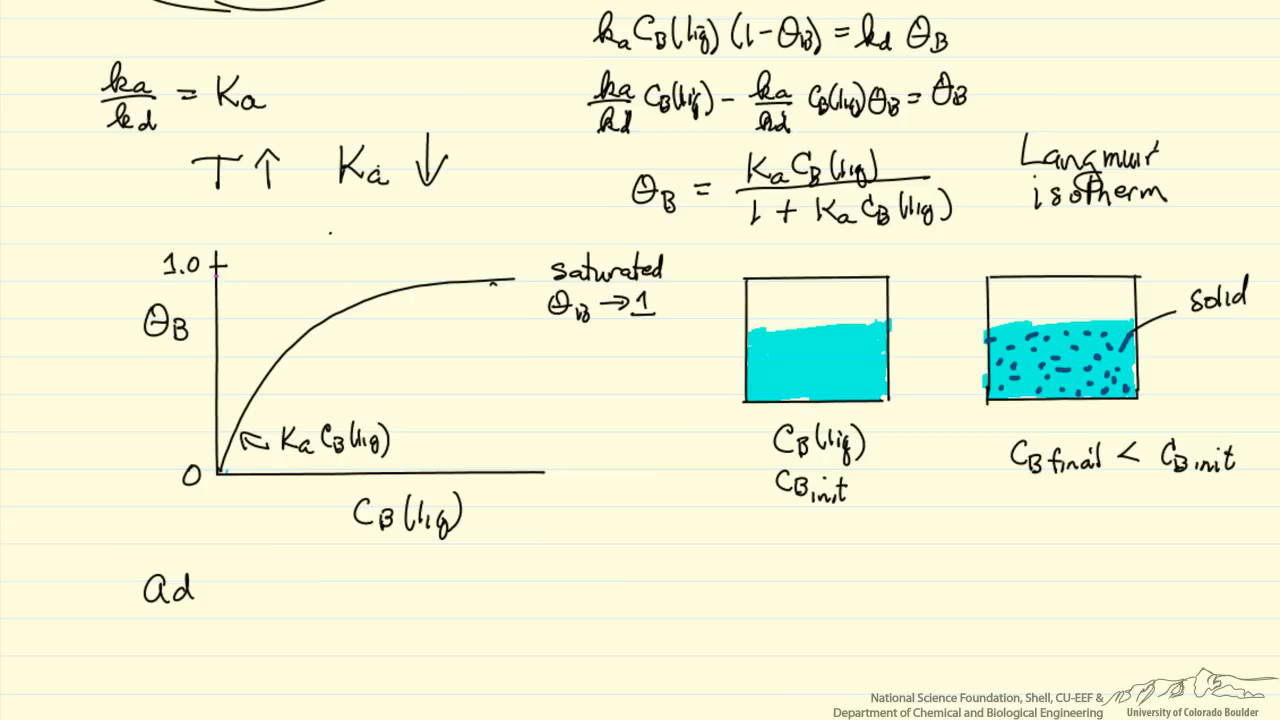 ka CB(liq) (1-θB) = kd θB
ka/kd = Ka
ka/kd CB(liq) - ka/kd CB(liq) θB = θB
T ↑ Ka ↓
θB = Ka CB(liq) / 1 + Ka CB(liq)
Langmuir
isotherm
1.0
θB
saturated
θB → 1
Ka CB(liq)
0
CB(liq)
solid
CB(liq)
CB init
CB final < CB init
Ad
National Science Foundation, Shell, CU-EEF &
Department of Chemical and Biological Engineering
University of Colorado Boulder